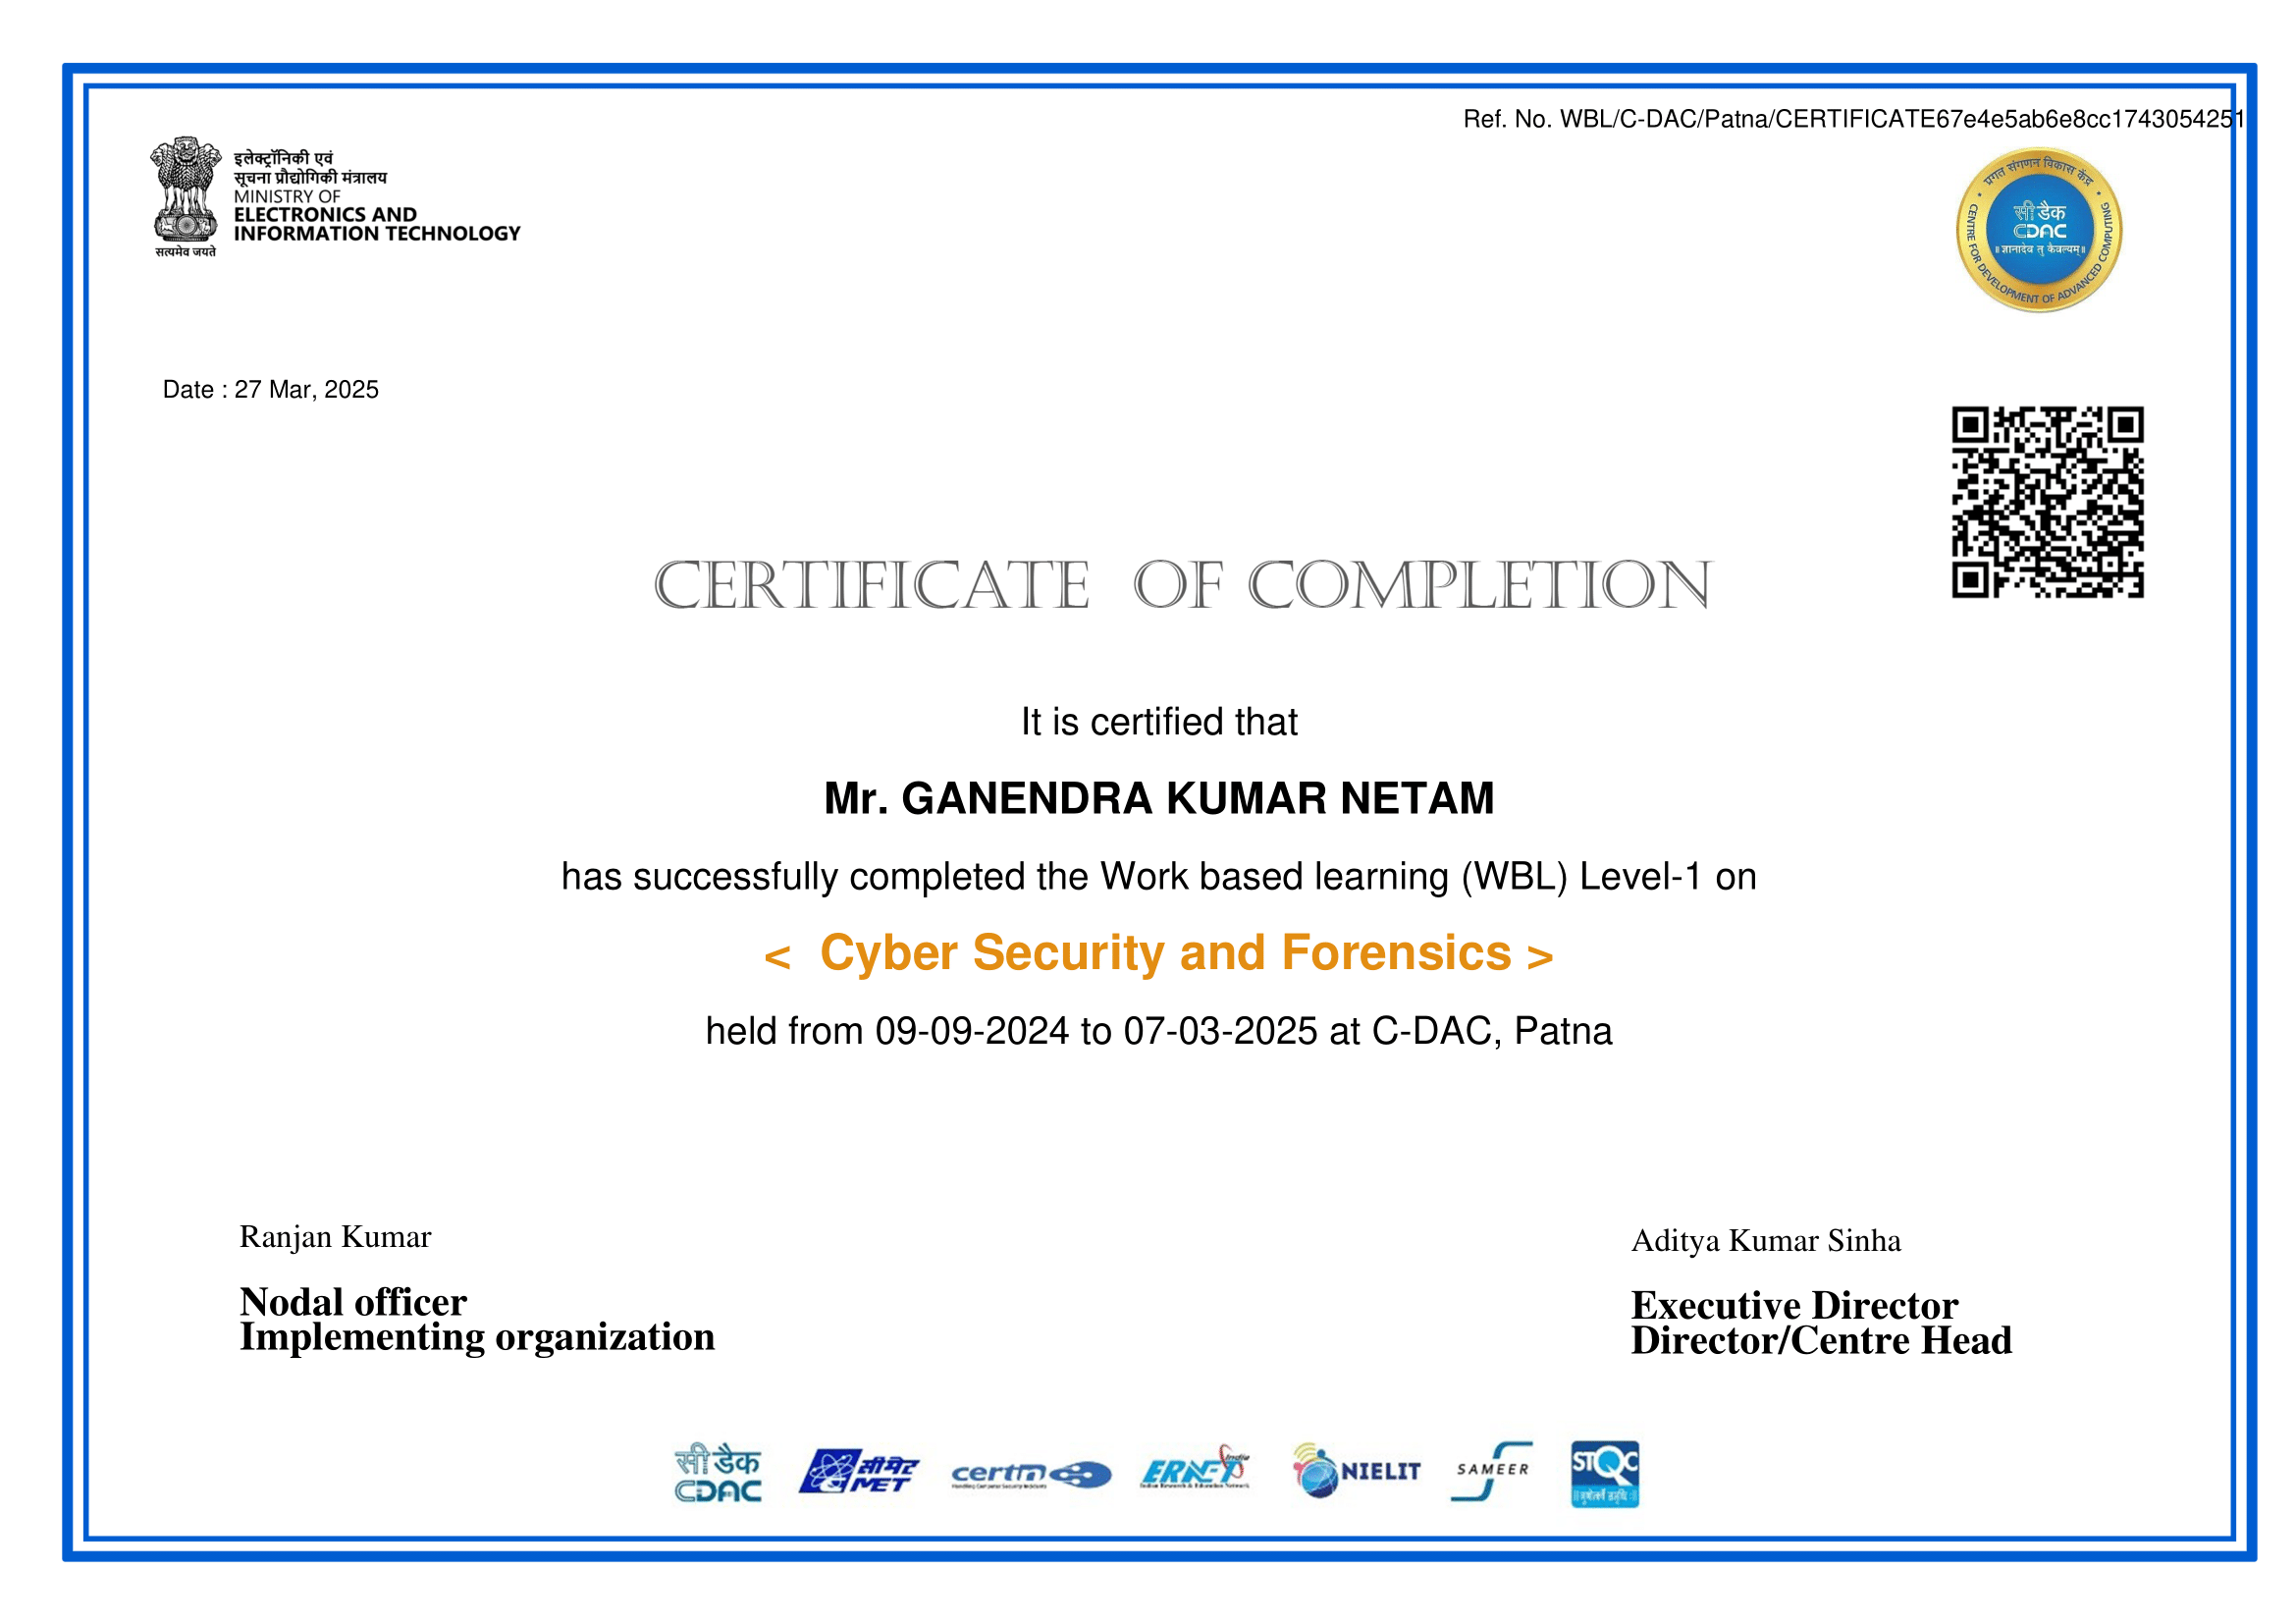 Ref. No. WBL/C-DAC/Patna/CERTIFICATE67e4e5ab6e8cc1743054251
इलेक्ट्रॉनिकी एवं
सूचना प्रौद्योगिकी मंत्रालय
MINISTRY OF
ELECTRONICS AND
INFORMATION TECHNOLOGY
सत्यमेव जयते
प्रगत संगणन विकास केंद्र
सी डैक
CDAC
॥ ज्ञानादेव तु कैवल्यम् ॥
CENTRE FOR DEVELOPMENT OF ADVANCED COMPUTING
Date : 27 Mar, 2025
CERTIFICATE OF COMPLETION
It is certified that
Mr. GANENDRA KUMAR NETAM
has successfully completed the Work based learning (WBL) Level-1 on
< Cyber Security and Forensics >
held from 09-09-2024 to 07-03-2025 at C-DAC, Patna
Ranjan Kumar
Nodal officer
Implementing organization
Aditya Kumar Sinha
Executive Director
Director/Centre Head
सी डैक
CDAC
सीमेट
MET
certin
ERNET
India
NIELIT
SAMEER
STQC